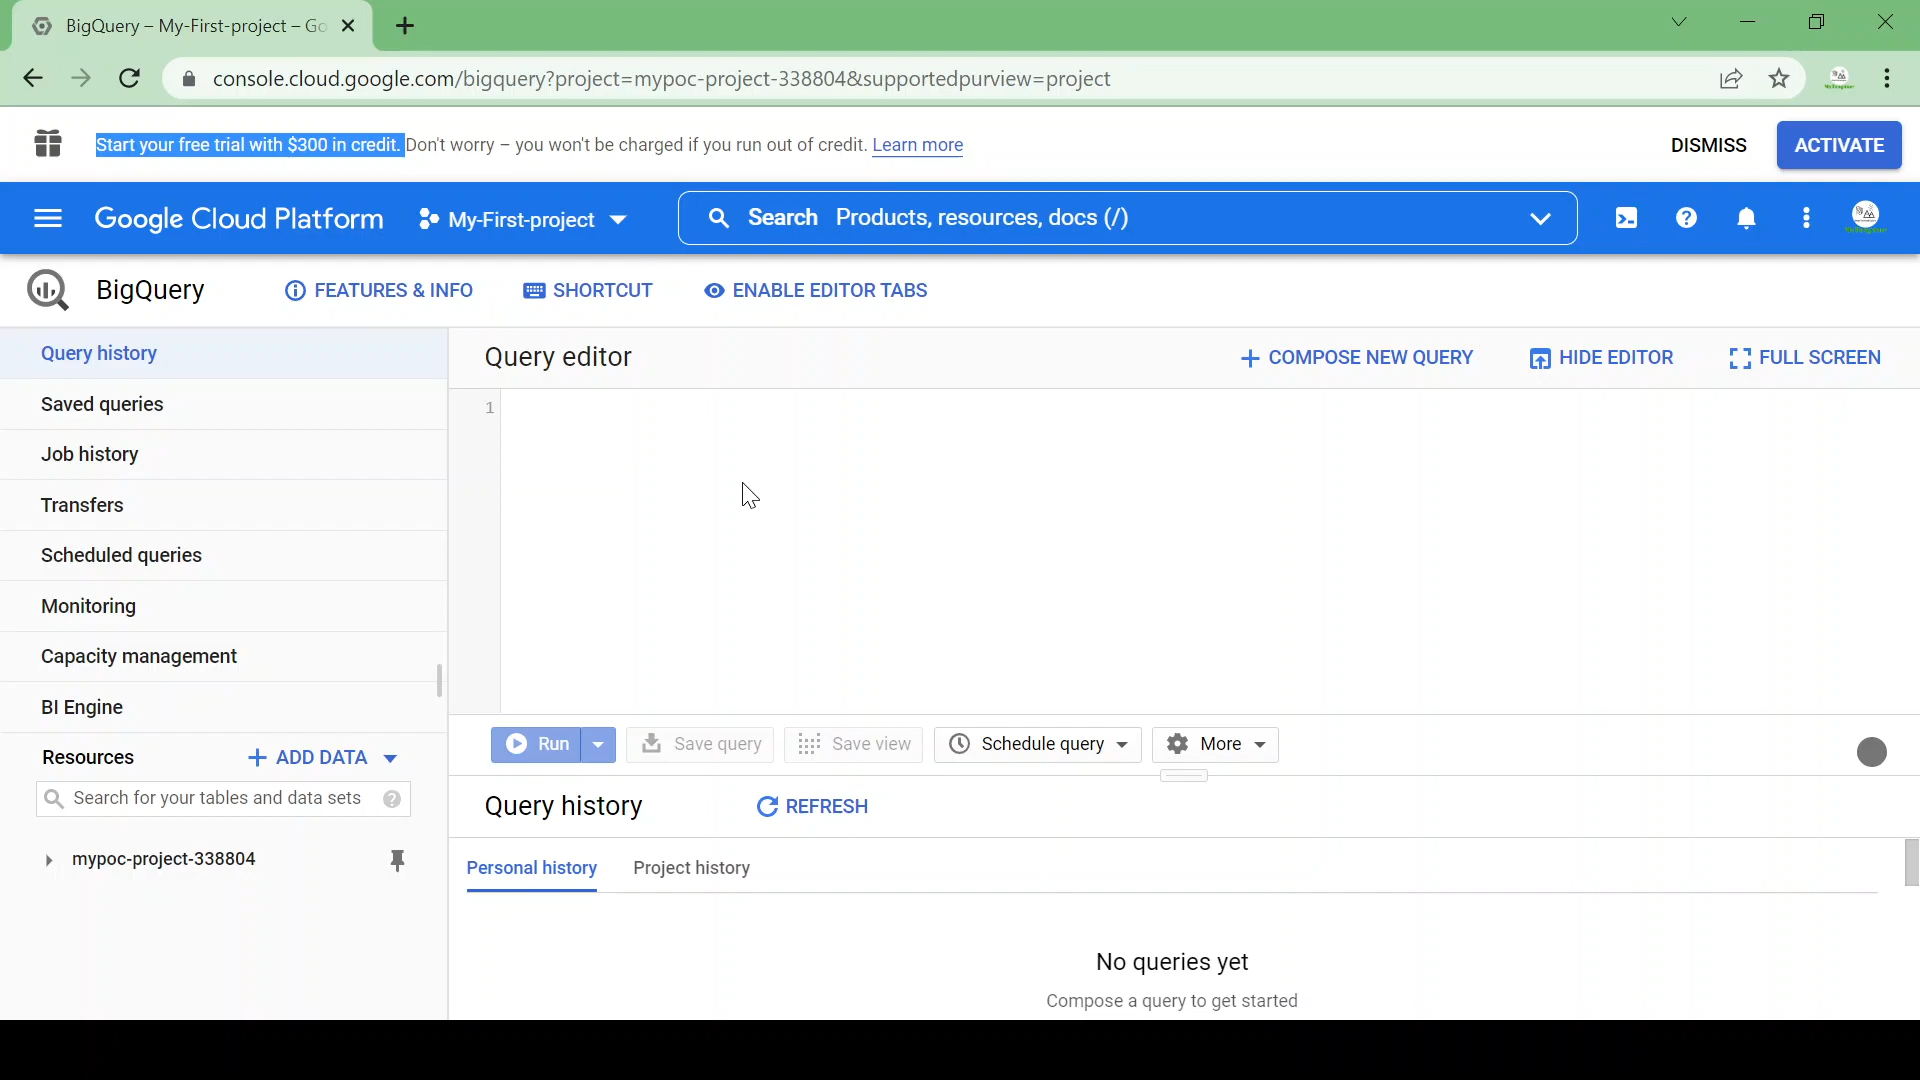 BigQuery – My-First-project – Go
console.cloud.google.com/bigquery?project=mypoc-project-338804&supportedpurview=project
Start your free trial with $300 in credit. Don't worry – you won't be charged if you run out of credit. Learn more
DISMISS
ACTIVATE
Google Cloud Platform
My-First-project
Search Products, resources, docs (/)
BigQuery
FEATURES & INFO
SHORTCUT
ENABLE EDITOR TABS
Query history
Saved queries
Job history
Transfers
Scheduled queries
Monitoring
Capacity management
BI Engine
Resources
ADD DATA
Search for your tables and data sets
mypoc-project-338804
Query editor
COMPOSE NEW QUERY
HIDE EDITOR
FULL SCREEN
1
Run
Save query
Save view
Schedule query
More
Query history
REFRESH
Personal history
Project history
No queries yet
Compose a query to get started